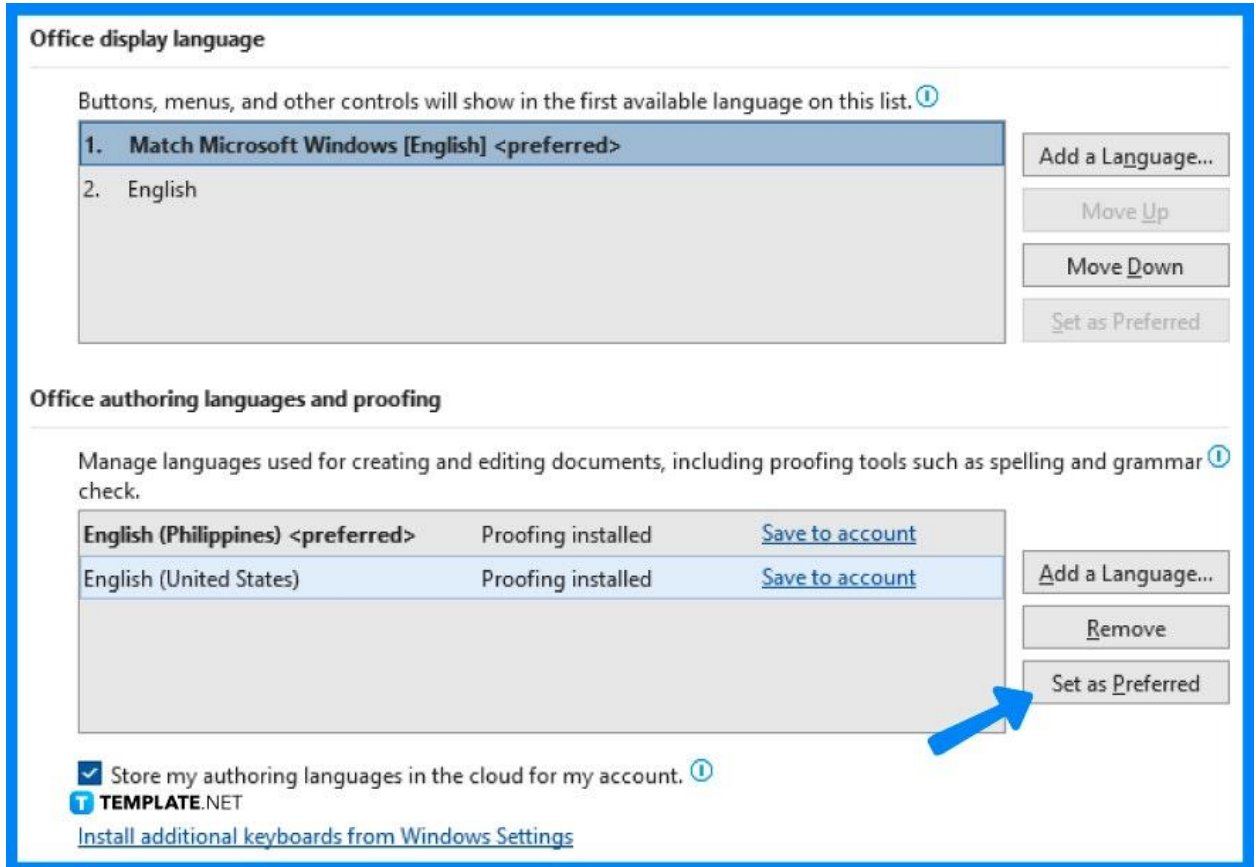 Office display language
Buttons, menus, and other controls will show in the first available language on this list.
1. Match Microsoft Windows [English] <preferred>
2. English
Add a Language...
Move Up
Move Down
Set as Preferred
Office authoring languages and proofing
Manage languages used for creating and editing documents, including proofing tools such as spelling and grammar
check.
English (Philippines) <preferred> Proofing installed Save to account
English (United States) Proofing installed Save to account
Add a Language...
Remove
Set as Preferred
Store my authoring languages in the cloud for my account.
T TEMPLATE.NET
Install additional keyboards from Windows Settings